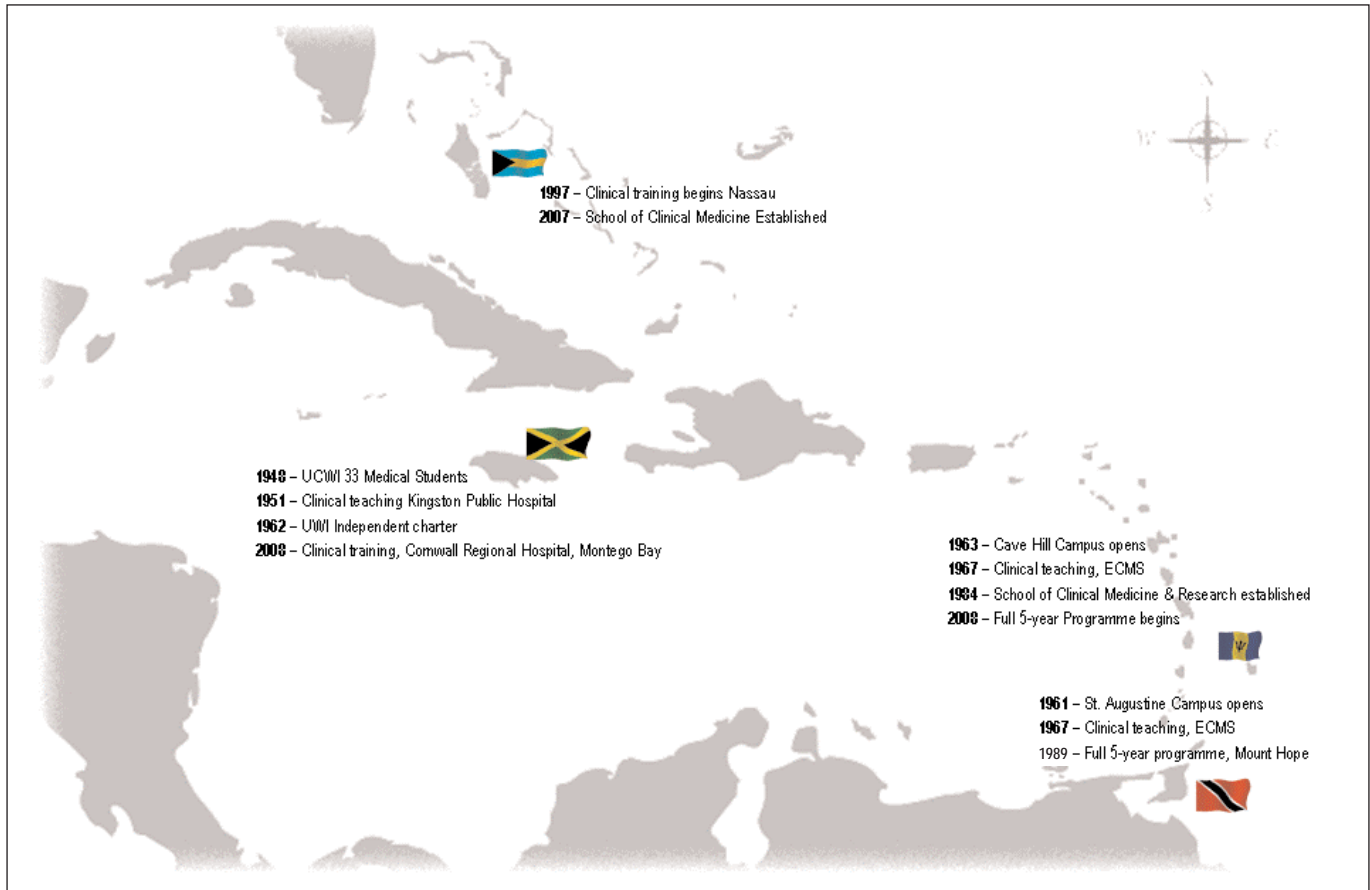 N
W
E
S
1997 – Clinical training begins Nassau
2007 – School of Clinical Medicine Established
1948 – UCWI 33 Medical Students
1951 – Clinical teaching Kingston Public Hospital
1962 – UWI Independent charter
2008 – Clinical training, Cornwall Regional Hospital, Montego Bay
1963 – Cave Hill Campus opens
1967 – Clinical teaching, ECMS
1984 – School of Clinical Medicine & Research established
2008 – Full 5-year Programme begins
1961 – St. Augustine Campus opens
1967 – Clinical teaching, ECMS
1989 – Full 5-year programme, Mount Hope